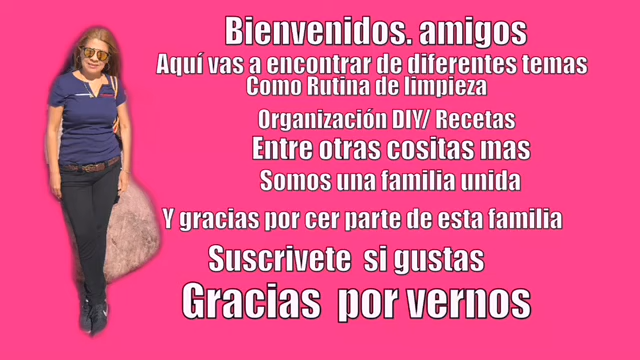 Bienvenidos. amigos
Aquí vas a encontrar de diferentes temas
Como Rutina de limpieza
Organización DIY/ Recetas
Entre otras cositas mas
Somos una familia unida
Y gracias por cer parte de esta familia
Suscrivete si gustas
Gracias por vernos